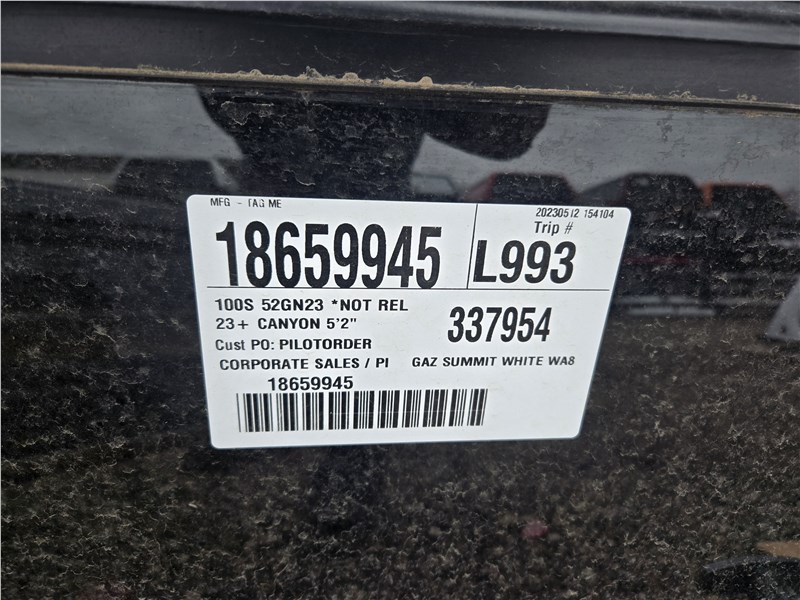 MFG - TAG ME
20230512 154104
18659945
Trip #
L993
100S 52GN23 *NOT REL
23+ CANYON 5'2"
337954
Cust PO: PILOTORDER
CORPORATE SALES / PI
GAZ SUMMIT WHITE WA8
18659945